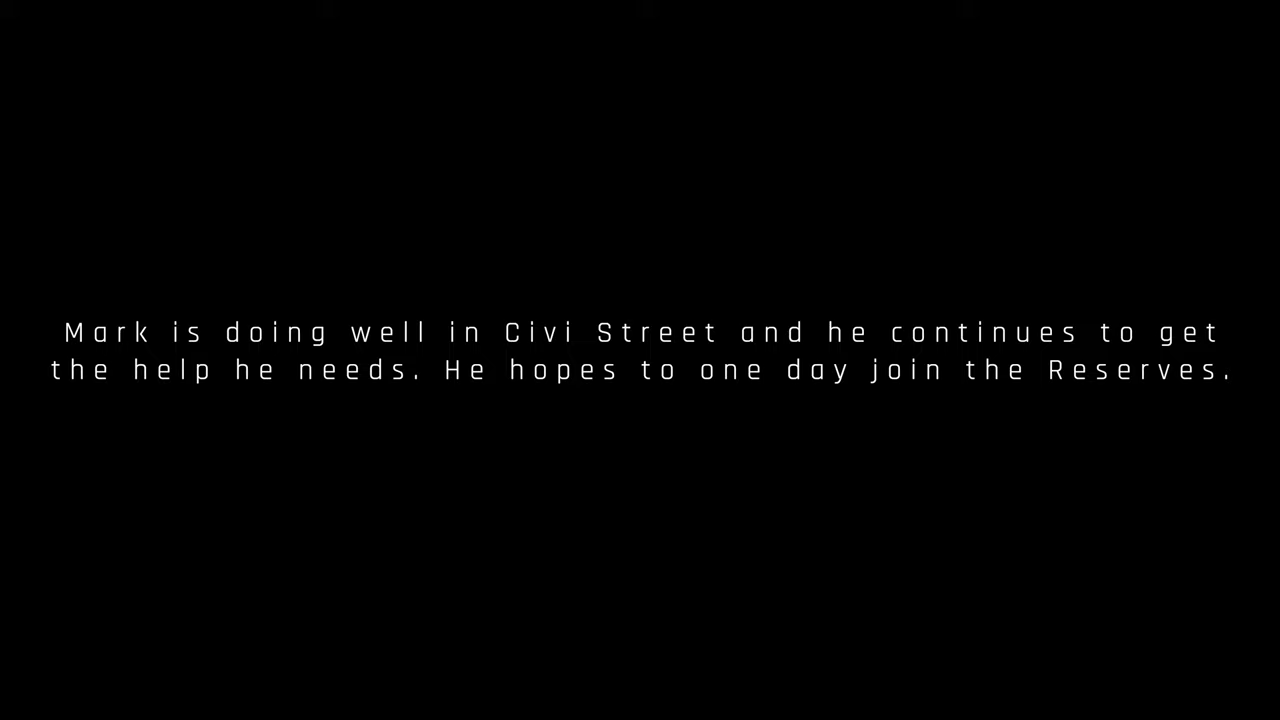 Mark is doing well in Civi Street and he continues to get
the help he needs. He hopes to one day join the Reserves.